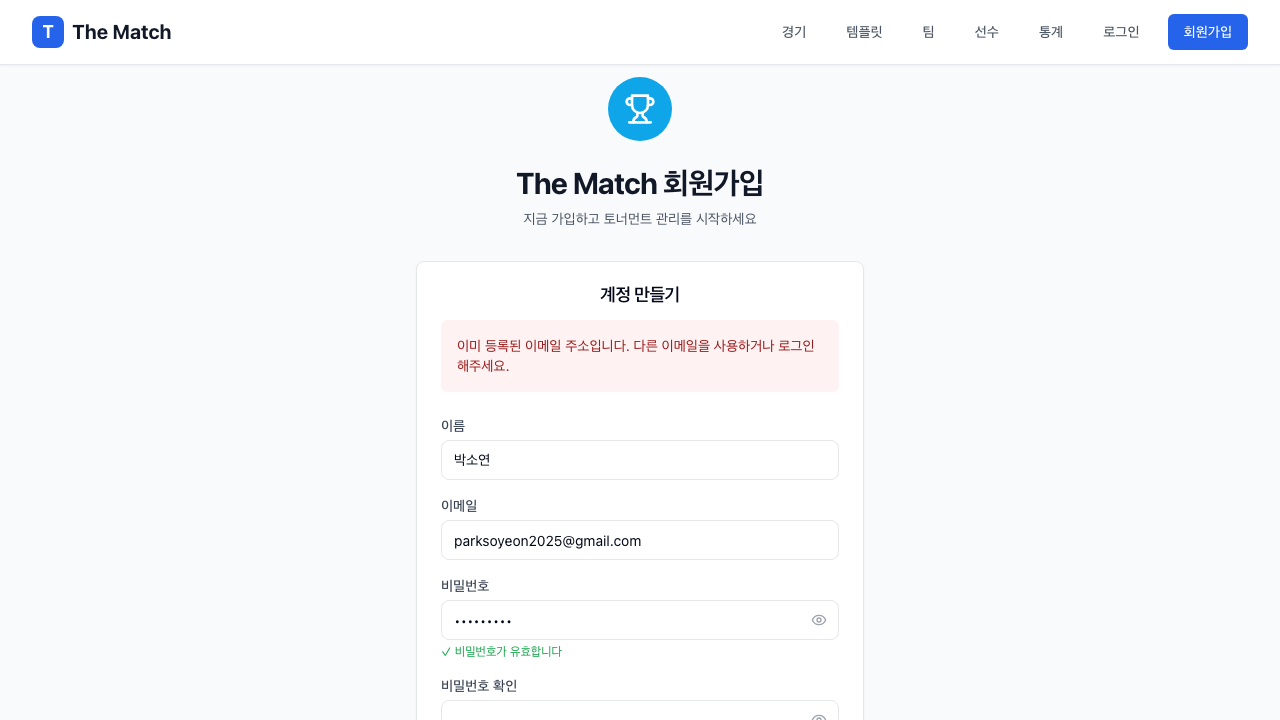 T The Match 경기 템플릿 팀 선수 통계 로그인 회원가입
The Match 회원가입
지금 가입하고 토너먼트 관리를 시작하세요
계정 만들기
이미 등록된 이메일 주소입니다. 다른 이메일을 사용하거나 로그인
해주세요.
이름
박소연
이메일
parksoyeon2025@gmail.com
비밀번호
•••••••••
✓ 비밀번호가 유효합니다
비밀번호 확인